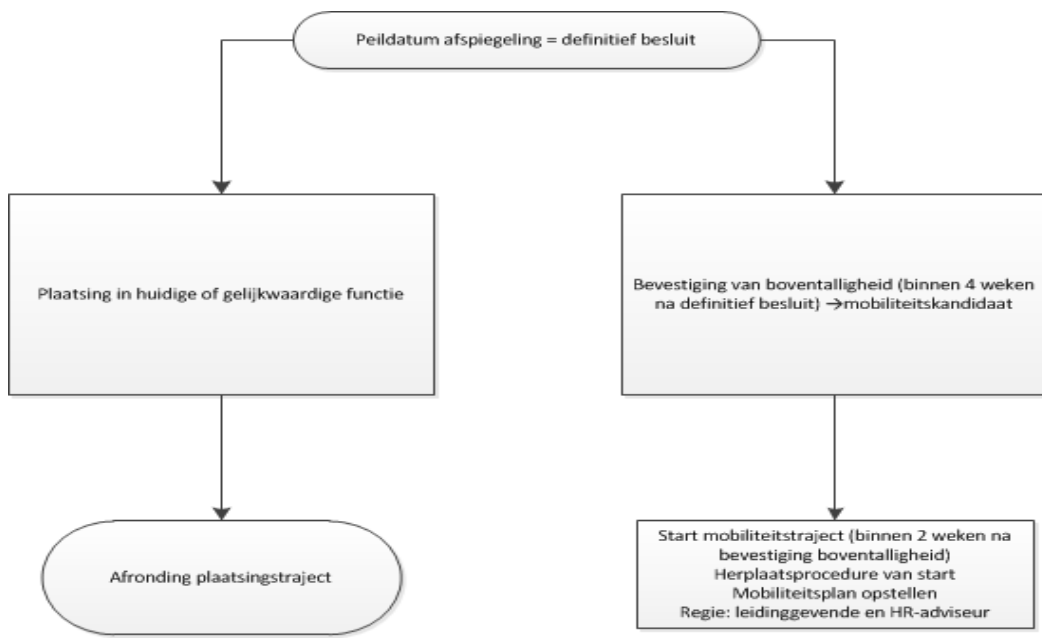 Peildatum afspiegeling = definitief besluit
Plaatsing in huidige of gelijkwaardige functie
Bevestiging van boventalligheid (binnen 4 weken
na definitief besluit) →mobiliteitskandidaat
Afronding plaatsingstraject
Start mobiliteitstraject (binnen 2 weken na
bevestiging boventalligheid)
Herplaatsprocedure van start
Mobiliteitsplan opstellen
Regie: leidinggevende en HR-adviseur